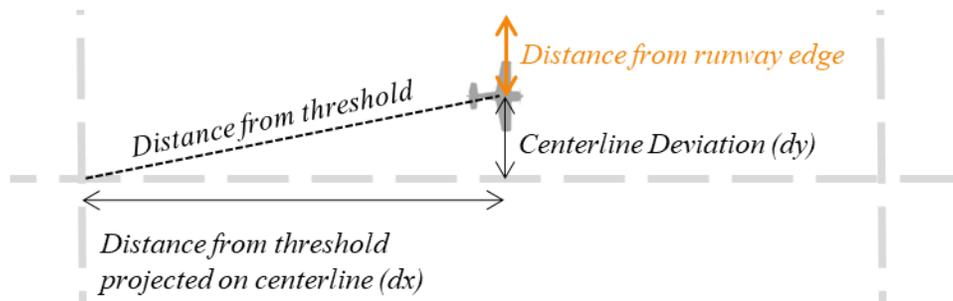 Distance from runway edge
Distance from threshold
Centerline Deviation (dy)
Distance from threshold
projected on centerline (dx)